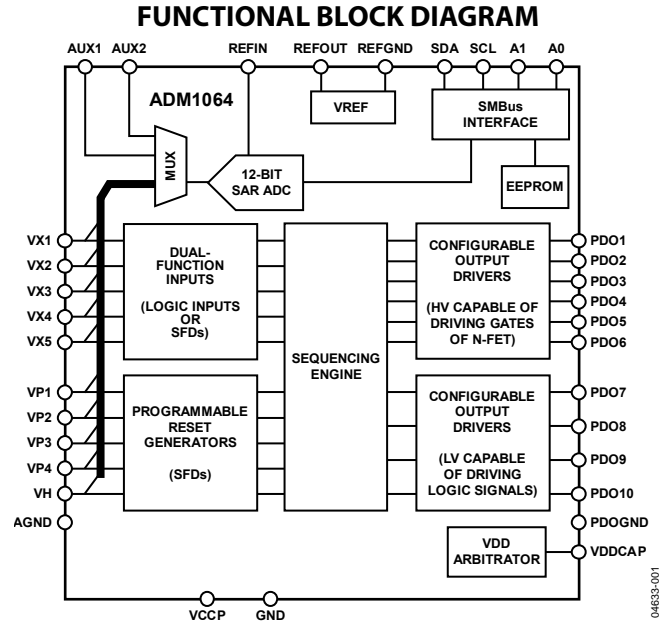 FUNCTIONAL BLOCK DIAGRAM
AUX1 AUX2 REFIN REFOUT REFGND SDA SCL A1 A0
ADM1064
VREF
SMBus
INTERFACE
MUX
12-BIT
SAR ADC
EEPROM
VX1
VX2
VX3
VX4
VX5
DUAL-
FUNCTION
INPUTS
(LOGIC INPUTS
OR
SFDs)
SEQUENCING
ENGINE
CONFIGURABLE
OUTPUT
DRIVERS
(HV CAPABLE OF
DRIVING GATES
OF N-FET)
PDO1
PDO2
PDO3
PDO4
PDO5
PDO6
VP1
VP2
VP3
VP4
VH
AGND
PROGRAMMABLE
RESET
GENERATORS
(SFDs)
CONFIGURABLE
OUTPUT
DRIVERS
(LV CAPABLE
OF DRIVING
LOGIC SIGNALS)
PDO7
PDO8
PDO9
PDO10
PDOGND
VDD
ARBITRATOR
VDDCAP
VCCP GND
04633-001